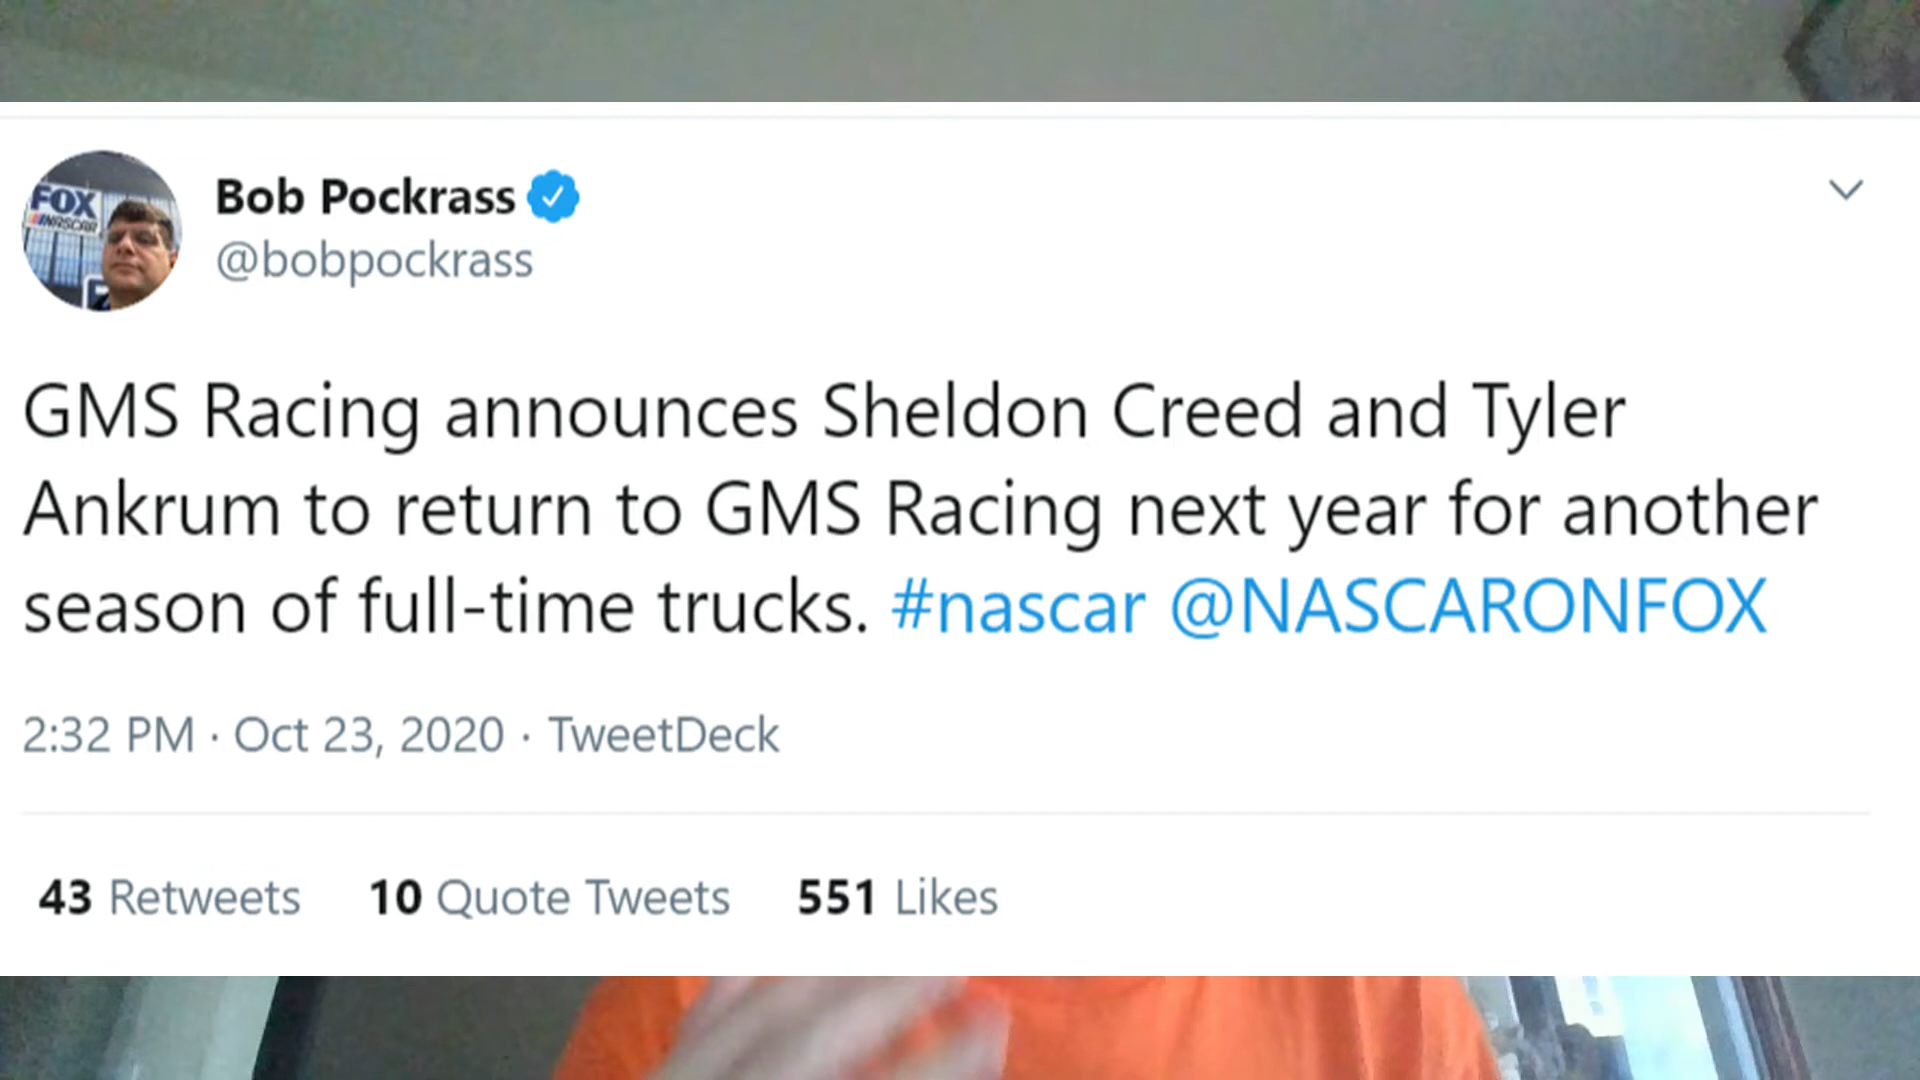 FOX
NASCAR
Bob Pockrass
@bobpockrass
GMS Racing announces Sheldon Creed and Tyler
Ankrum to return to GMS Racing next year for another
season of full-time trucks. #nascar @NASCARONFOX
2:32 PM · Oct 23, 2020 · TweetDeck
43 Retweets 10 Quote Tweets 551 Likes